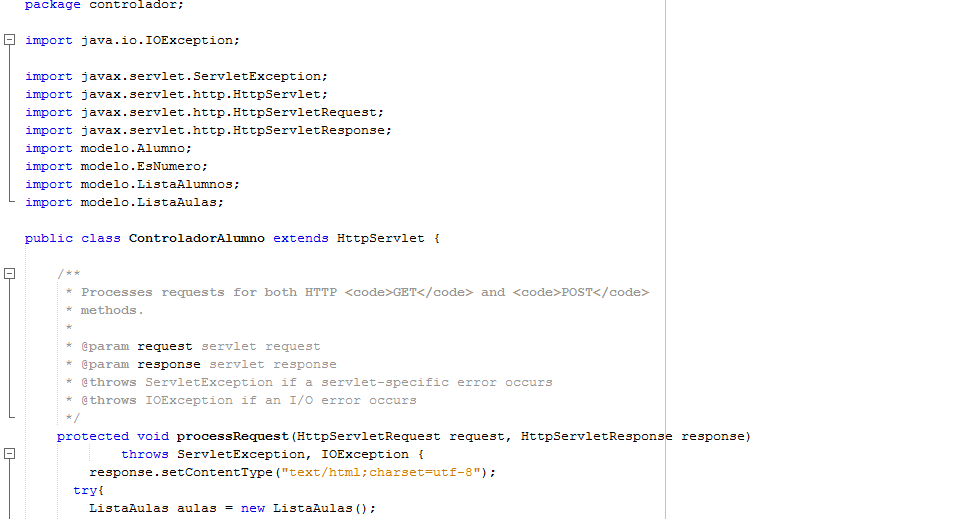 package controlador;
import java.io.IOException;
import javax.servlet.ServletException;
import javax.servlet.http.HttpServlet;
import javax.servlet.http.HttpServletRequest;
import javax.servlet.http.HttpServletResponse;
import modelo.Alumno;
import modelo.EsNumero;
import modelo.ListaAlumnos;
import modelo.ListaAulas;
public class ControladorAlumno extends HttpServlet {
/**
* Processes requests for both HTTP <code>GET</code> and <code>POST</code>
* methods.
*
* @param request servlet request
* @param response servlet response
* @throws ServletException if a servlet-specific error occurs
* @throws IOException if an I/O error occurs
*/
protected void processRequest(HttpServletRequest request, HttpServletResponse response)
throws ServletException, IOException {
response.setContentType("text/html;charset=utf-8");
try{
ListaAulas aulas = new ListaAulas();